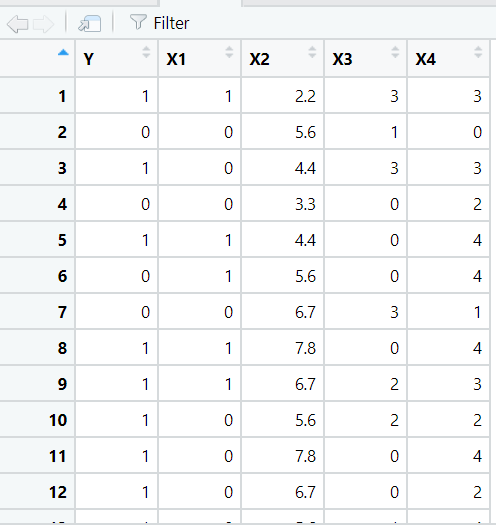 Filter
Y X1 X2 X3 X4
1 1 1 2.2 3 3
2 0 0 5.6 1 0
3 1 0 4.4 3 3
4 0 0 3.3 0 2
5 1 1 4.4 0 4
6 0 1 5.6 0 4
7 0 0 6.7 3 1
8 1 1 7.8 0 4
9 1 1 6.7 2 3
10 1 0 5.6 2 2
11 1 0 7.8 0 4
12 1 0 6.7 0 2